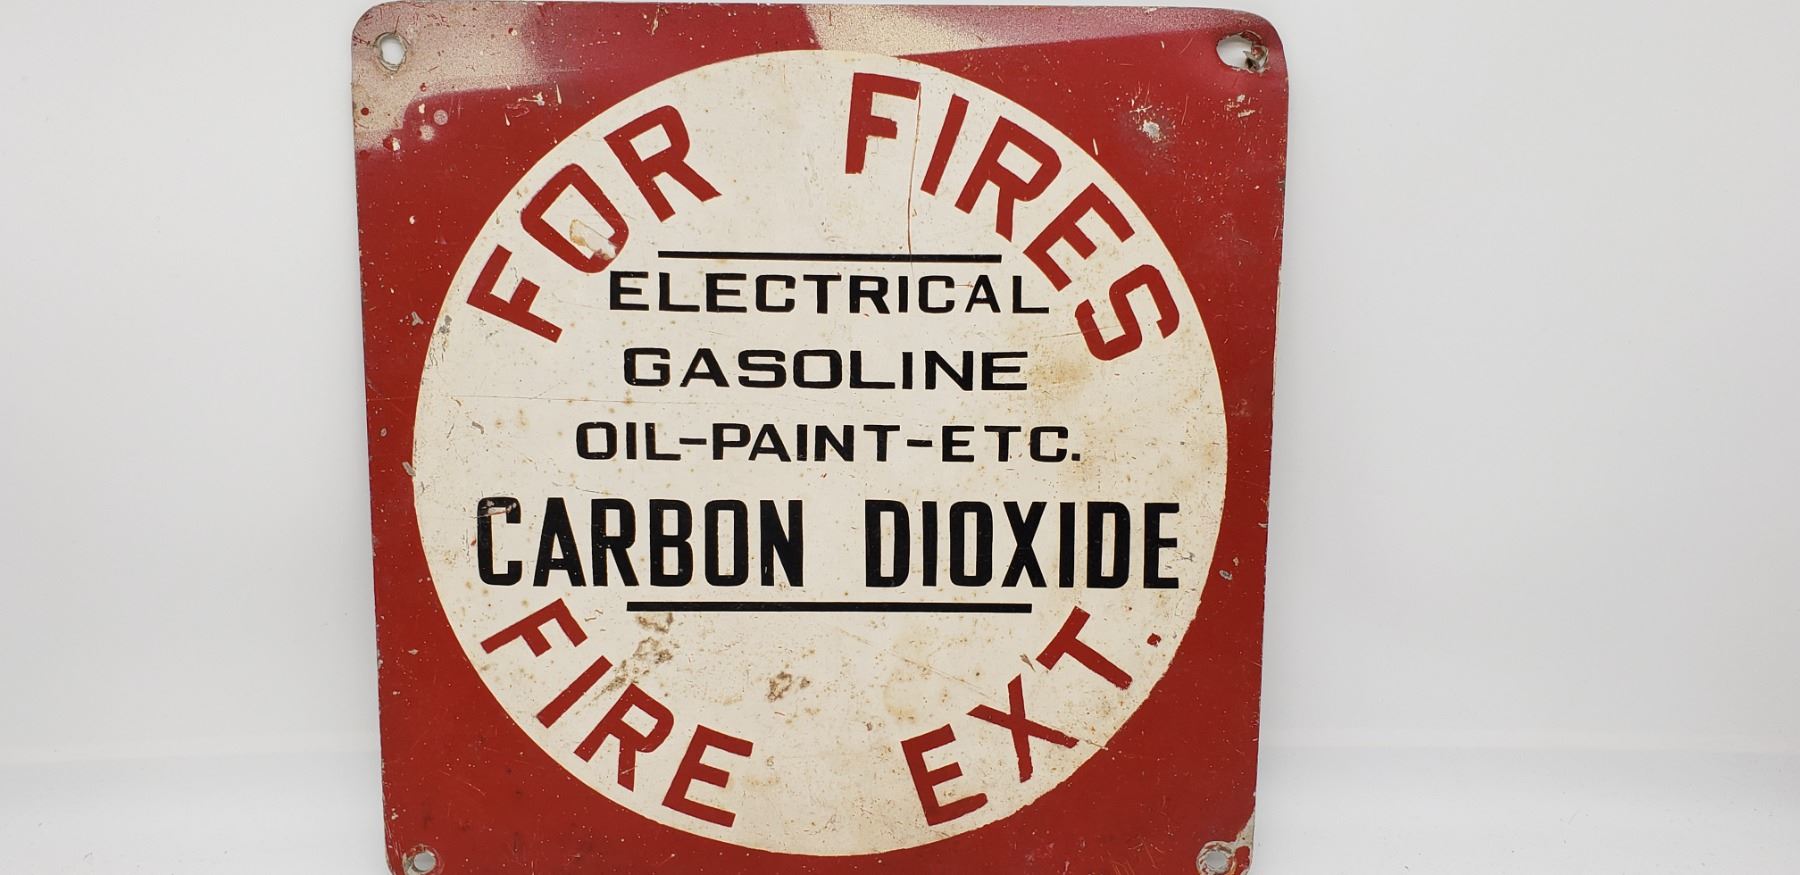 FOR FIRES
ELECTRICAL
GASOLINE
OIL-PAINT-ETC.
CARBON DIOXIDE
FIRE EXT.